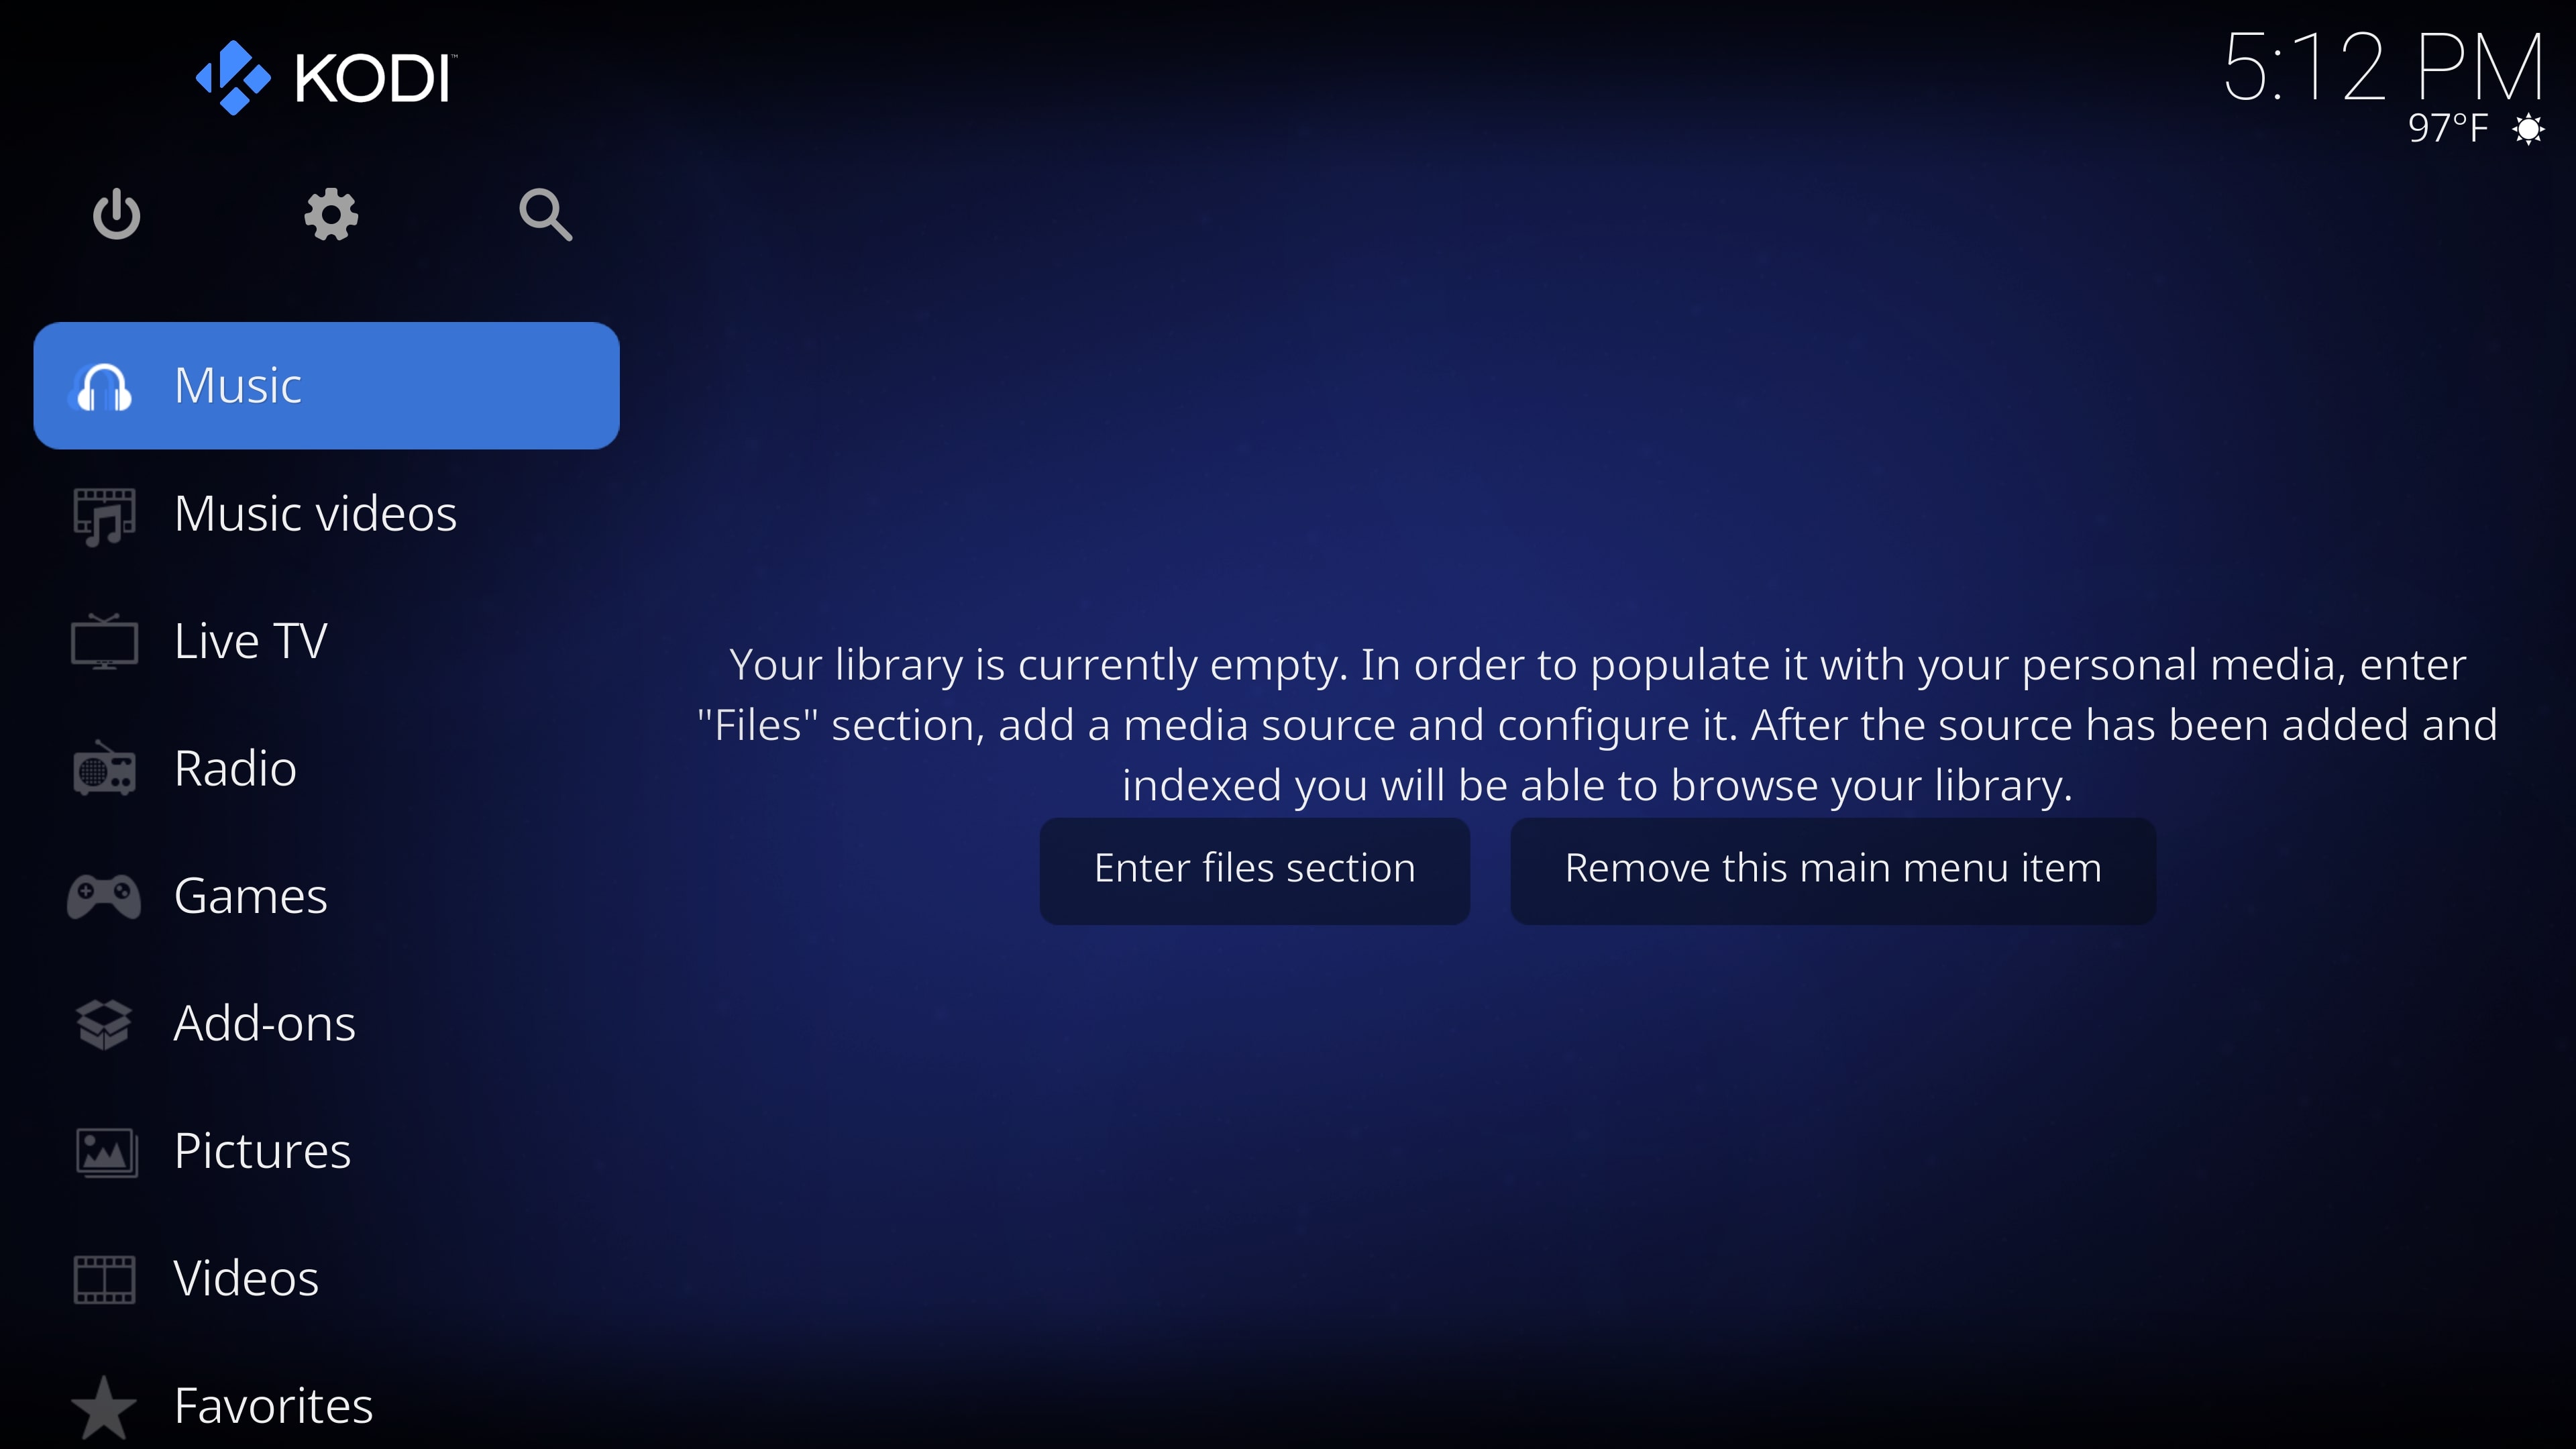 KODI™
5:12 PM
97°F
Music
Music videos
Live TV
Radio
Games
Add-ons
Pictures
Videos
Favorites
Your library is currently empty. In order to populate it with your personal media, enter
"Files" section, add a media source and configure it. After the source has been added and
indexed you will be able to browse your library.
Enter files section
Remove this main menu item